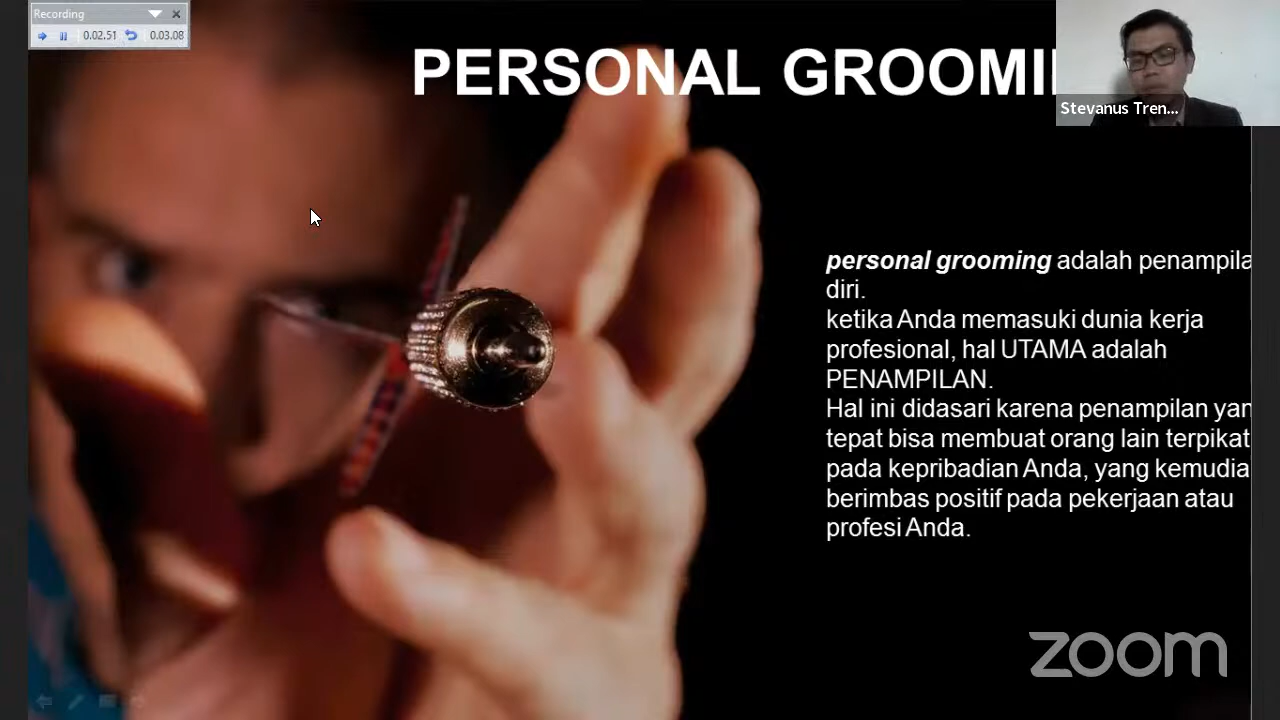 Recording
0.02.51
0.03.08
PERSONAL GROOMI
Stevanus Tren...
personal grooming adalah penampila
diri.
ketika Anda memasuki dunia kerja
profesional, hal UTAMA adalah
PENAMPILAN.
Hal ini didasari karena penampilan yan
tepat bisa membuat orang lain terpikat
pada kepribadian Anda, yang kemudia
berimbas positif pada pekerjaan atau
profesi Anda.
zoom